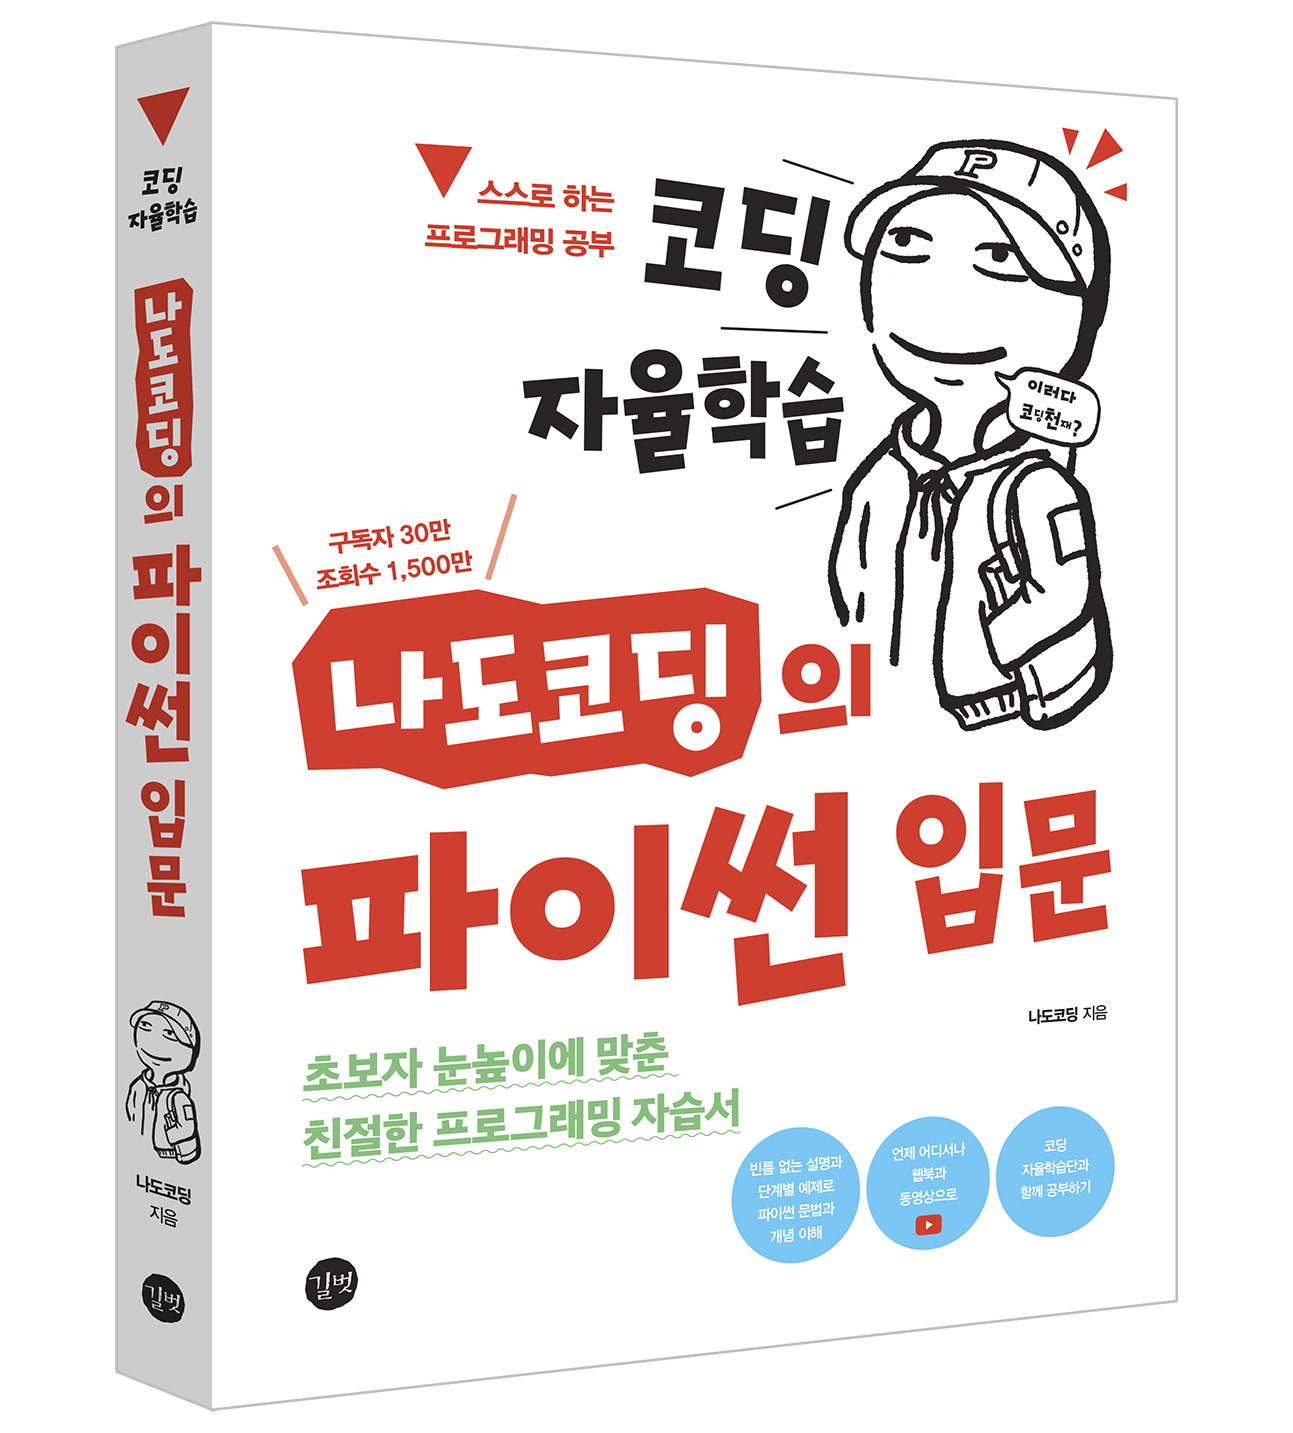 코딩
자율학습
나도코딩의 파이썬 입문
나도코딩
지음
길벗
스스로 하는
프로그래밍 공부
코딩
자율학습
P
이러다
코딩천재?
구독자 30만
조회수 1,500만
나도코딩의
파이썬 입문
나도코딩 지음
초보자 눈높이에 맞춘
친절한 프로그래밍 자습서
빈틈 없는 설명과
단계별 예제로
파이썬 문법과
개념 이해
언제 어디서나
웹북과
동영상으로
코딩
자율학습단과
함께 공부하기
길벗